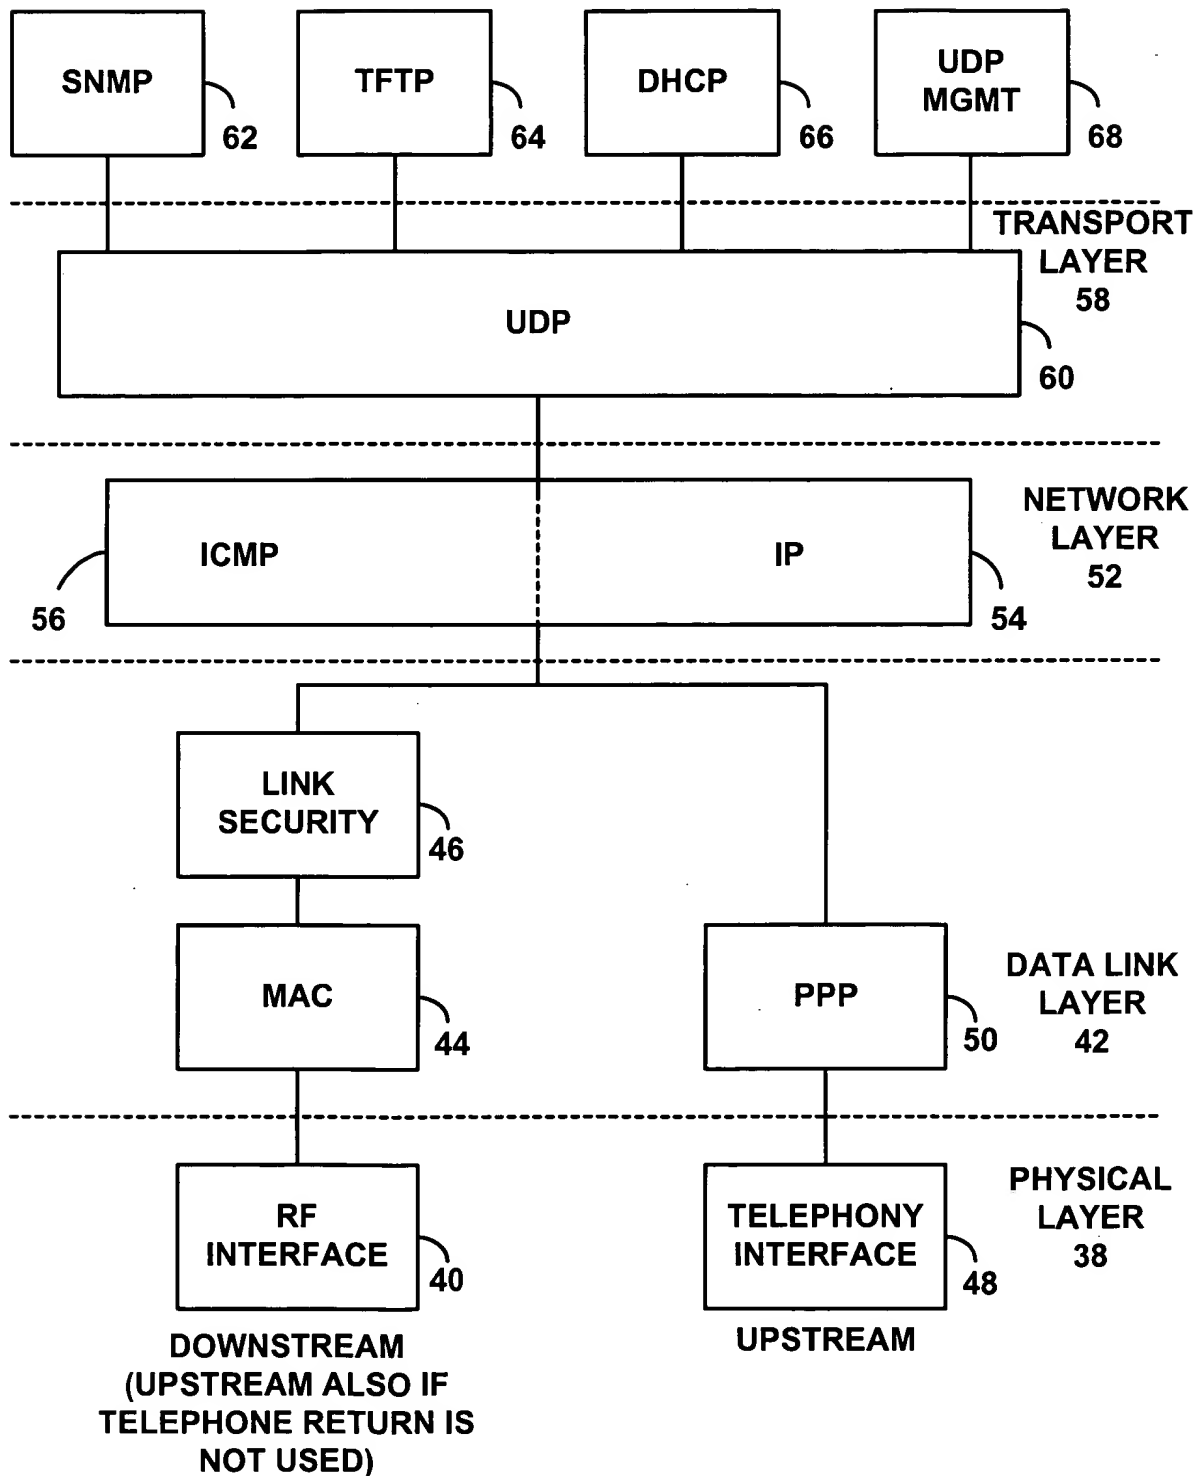 SNMP
62
TFTP
64
DHCP
66
UDP
MGMT
68
TRANSPORT
LAYER
58
UDP
60
NETWORK
LAYER
52
ICMP
56
IP
54
LINK
SECURITY
46
MAC
44
PPP
50
DATA LINK
LAYER
42
PHYSICAL
LAYER
38
RF
INTERFACE
40
TELEPHONY
INTERFACE
48
DOWNSTREAM
(UPSTREAM ALSO IF
TELEPHONE RETURN IS
NOT USED)
UPSTREAM